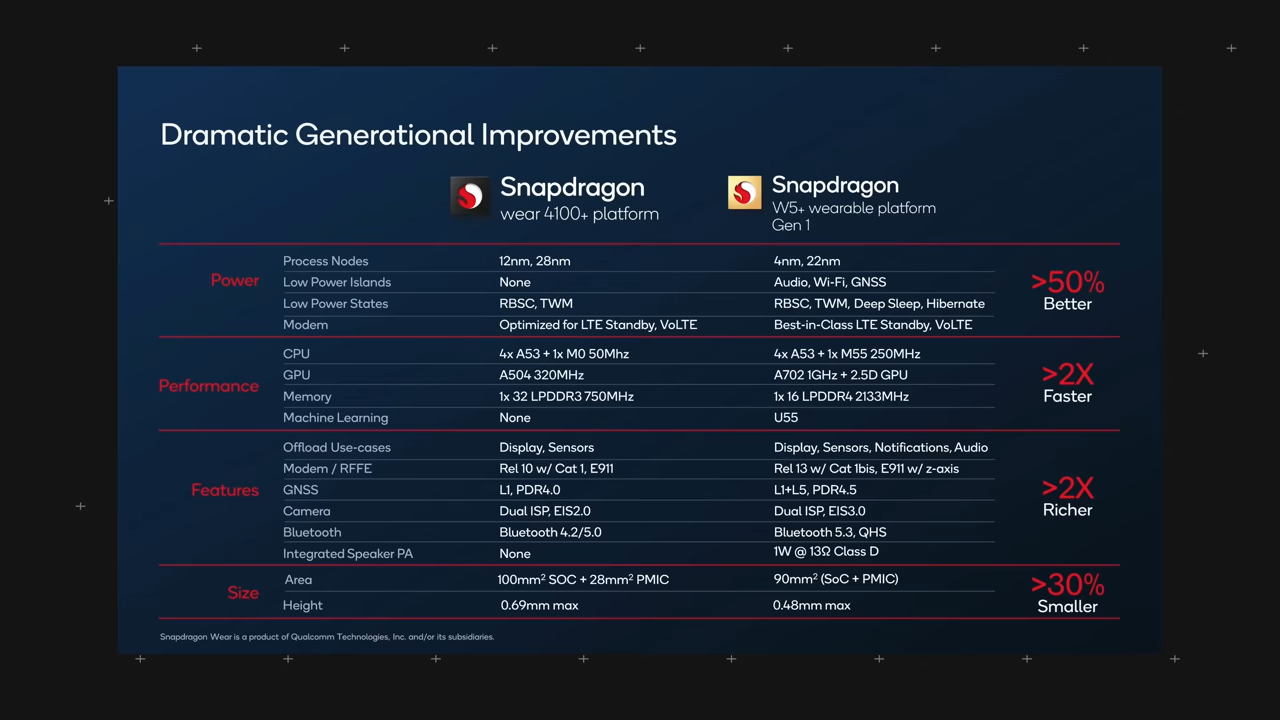 Dramatic Generational Improvements
Snapdragon
wear 4100+ platform
Snapdragon
W5+ wearable platform
Gen 1
Power
Process Nodes 12nm, 28nm 4nm, 22nm
Low Power Islands None Audio, Wi-Fi, GNSS
Low Power States RBSC, TWM RBSC, TWM, Deep Sleep, Hibernate
Modem Optimized for LTE Standby, VoLTE Best-in-Class LTE Standby, VoLTE
>50%
Better
Performance
CPU 4x A53 + 1x M0 50Mhz 4x A53 + 1x M55 250MHz
GPU A504 320MHz A702 1GHz + 2.5D GPU
Memory 1x 32 LPDDR3 750MHz 1x 16 LPDDR4 2133MHz
Machine Learning None U55
>2X
Faster
Features
Offload Use-cases Display, Sensors Display, Sensors, Notifications, Audio
Modem / RFFE Rel 10 w/ Cat 1, E911 Rel 13 w/ Cat 1bis, E911 w/ z-axis
GNSS L1, PDR4.0 L1+L5, PDR4.5
Camera Dual ISP, EIS2.0 Dual ISP, EIS3.0
Bluetooth Bluetooth 4.2/5.0 Bluetooth 5.3, QHS
Integrated Speaker PA None 1W @ 13Ω Class D
>2X
Richer
Size
Area 100mm² SOC + 28mm² PMIC 90mm² (SoC + PMIC)
Height 0.69mm max 0.48mm max
>30%
Smaller
Snapdragon Wear is a product of Qualcomm Technologies, Inc. and/or its subsidiaries.